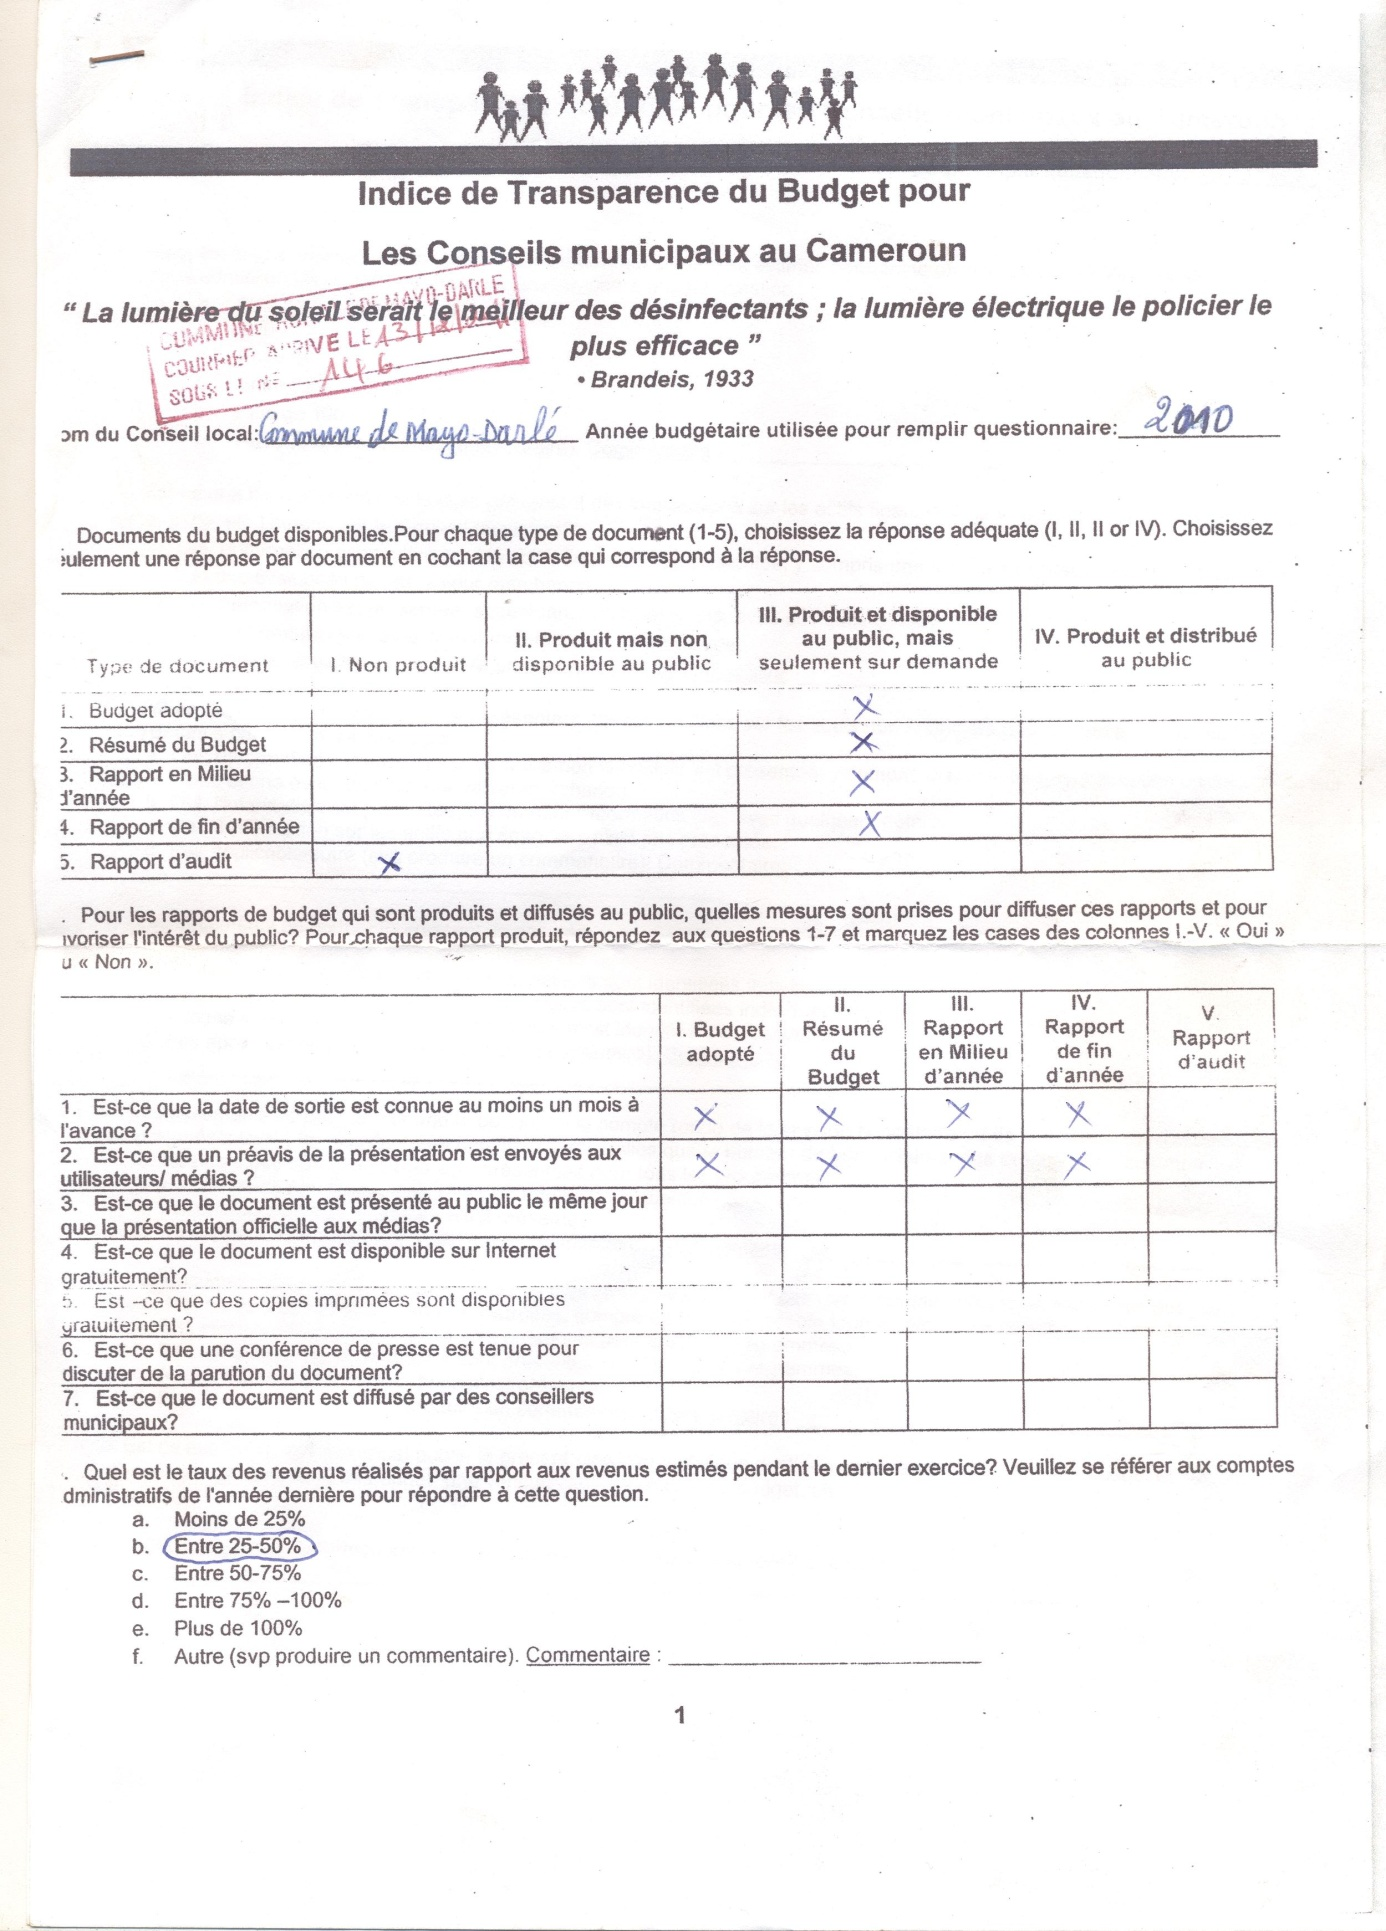 Indice de Transparence du Budget pour
Les Conseils municipaux au Cameroun
“ La lumière du soleil serait le meilleur des désinfectants ; la lumière électrique le policier le
plus efficace ”
• Brandeis, 1933
COMMUNE DE MAYO-DARLE
COURRIER ARRIVE LE 13/12/
SOUS LE N° 146
om du Conseil local: Commune de Mayo-Darlé Année budgétaire utilisée pour remplir questionnaire: 2010
Documents du budget disponibles.Pour chaque type de document (1-5), choisissez la réponse adéquate (I, II, II or IV). Choisissez
eulement une réponse par document en cochant la case qui correspond à la réponse.
Type de document I. Non produit II. Produit mais non disponible au public III. Produit et disponible au public, mais seulement sur demande IV. Produit et distribué au public
1. Budget adopté X
2. Résumé du Budget X
3. Rapport en Milieu
d'année X
4. Rapport de fin d'année X
5. Rapport d'audit X
. Pour les rapports de budget qui sont produits et diffusés au public, quelles mesures sont prises pour diffuser ces rapports et pour
voriser l'intérêt du public? Pour chaque rapport produit, répondez aux questions 1-7 et marquez les cases des colonnes I.-V. « Oui »
u « Non ».
I. Budget adopté II. Résumé du Budget III. Rapport en Milieu d'année IV. Rapport de fin d'année V. Rapport d'audit
1. Est-ce que la date de sortie est connue au moins un mois à
l'avance ? X X X X
2. Est-ce que un préavis de la présentation est envoyés aux
utilisateurs/ médias ? X X X X
3. Est-ce que le document est présenté au public le même jour
que la présentation officielle aux médias?
4. Est-ce que le document est disponible sur Internet
gratuitement?
5. Est –ce que des copies imprimées sont disponibles
gratuitement ?
6. Est-ce que une conférence de presse est tenue pour
discuter de la parution du document?
7. Est-ce que le document est diffusé par des conseillers
municipaux?
. Quel est le taux des revenus réalisés par rapport aux revenus estimés pendant le dernier exercice? Veuillez se référer aux comptes
dministratifs de l'année dernière pour répondre à cette question.
a. Moins de 25%
b. Entre 25-50%
c. Entre 50-75%
d. Entre 75% –100%
e. Plus de 100%
f. Autre (svp produire un commentaire). Commentaire :
1